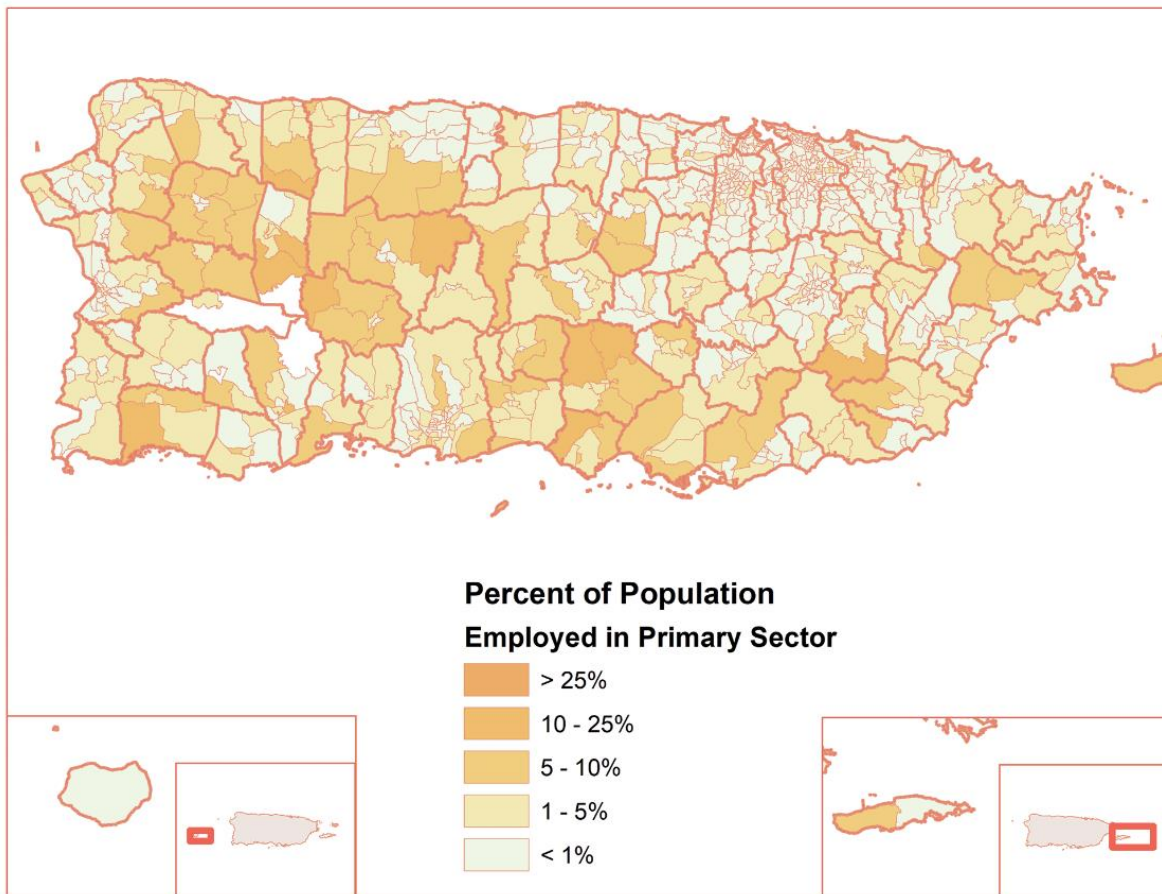 Percent of Population
Employed in Primary Sector
> 25%
10 - 25%
5 - 10%
1 - 5%
< 1%